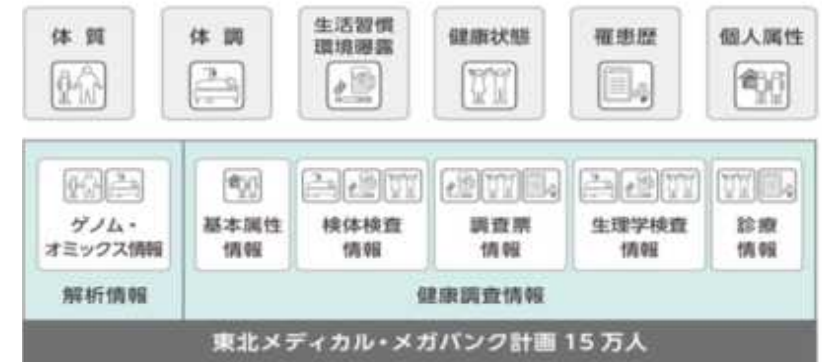 体質
体調
生活習慣
環境曝露
健康状態
罹患歴
個人属性
ゲノム・
オミックス情報
基本属性
情報
検体検査
情報
調査票
情報
生理学検査
情報
診療
情報
解析情報
健康調査情報
東北メディカル・メガバンク計画 15万人